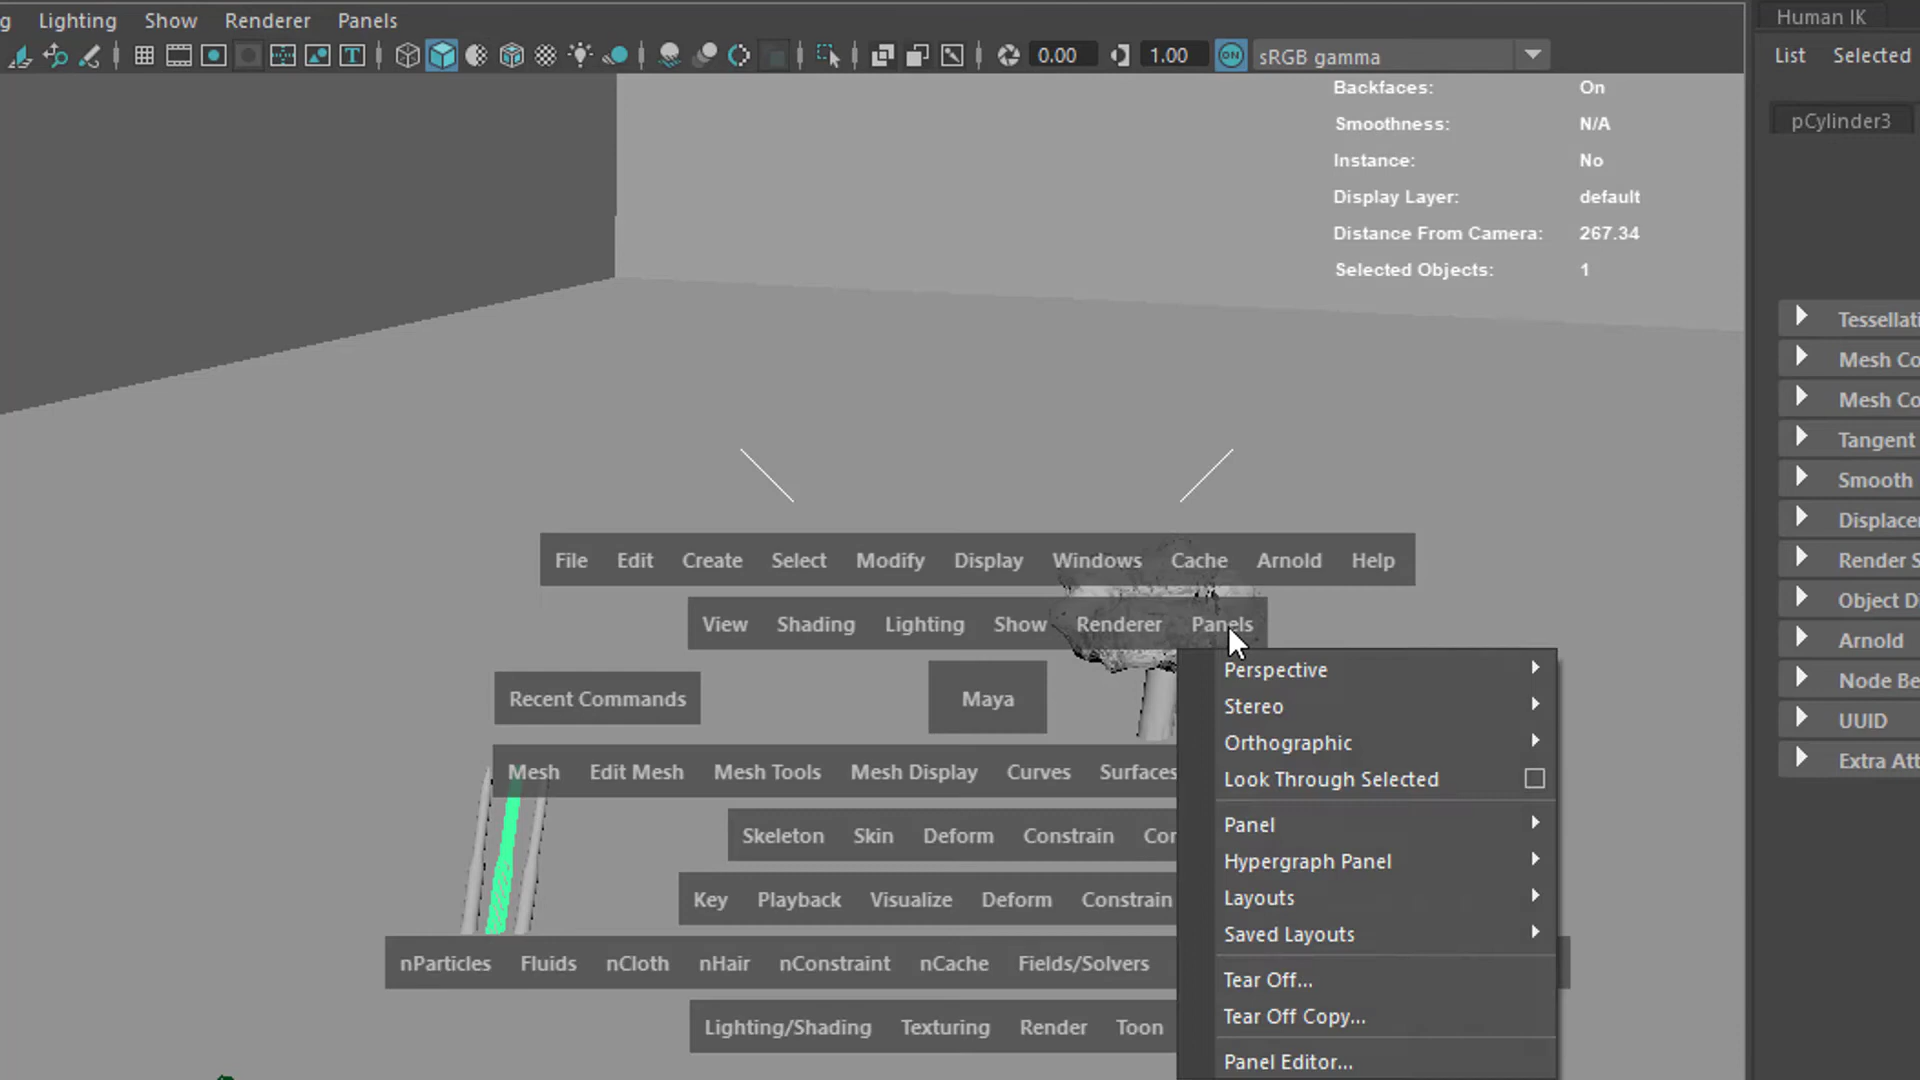 Lighting Show Renderer Panels
0.00 1.00 ON sRGB gamma
Human IK
List Selected
pCylinder3
Backfaces: On
Smoothness: N/A
Instance: No
Display Layer: default
Distance From Camera: 267.34
Selected Objects: 1
File Edit Create Select Modify Display Windows Cache Arnold Help
View Shading Lighting Show Renderer Panels
Recent Commands Maya
Mesh Edit Mesh Mesh Tools Mesh Display Curves Surfaces
Skeleton Skin Deform Constrain
Key Playback Visualize Deform Constrain
nParticles Fluids nCloth nHair nConstraint nCache Fields/Solvers
Lighting/Shading Texturing Render Toon
Perspective
Stereo
Orthographic
Look Through Selected
Panel
Hypergraph Panel
Layouts
Saved Layouts
Tear Off...
Tear Off Copy...
Panel Editor...
Tessellati
Mesh Co
Mesh Co
Tangent
Smooth
Displacer
Render S
Object Di
Arnold
Node Be
UUID
Extra Att